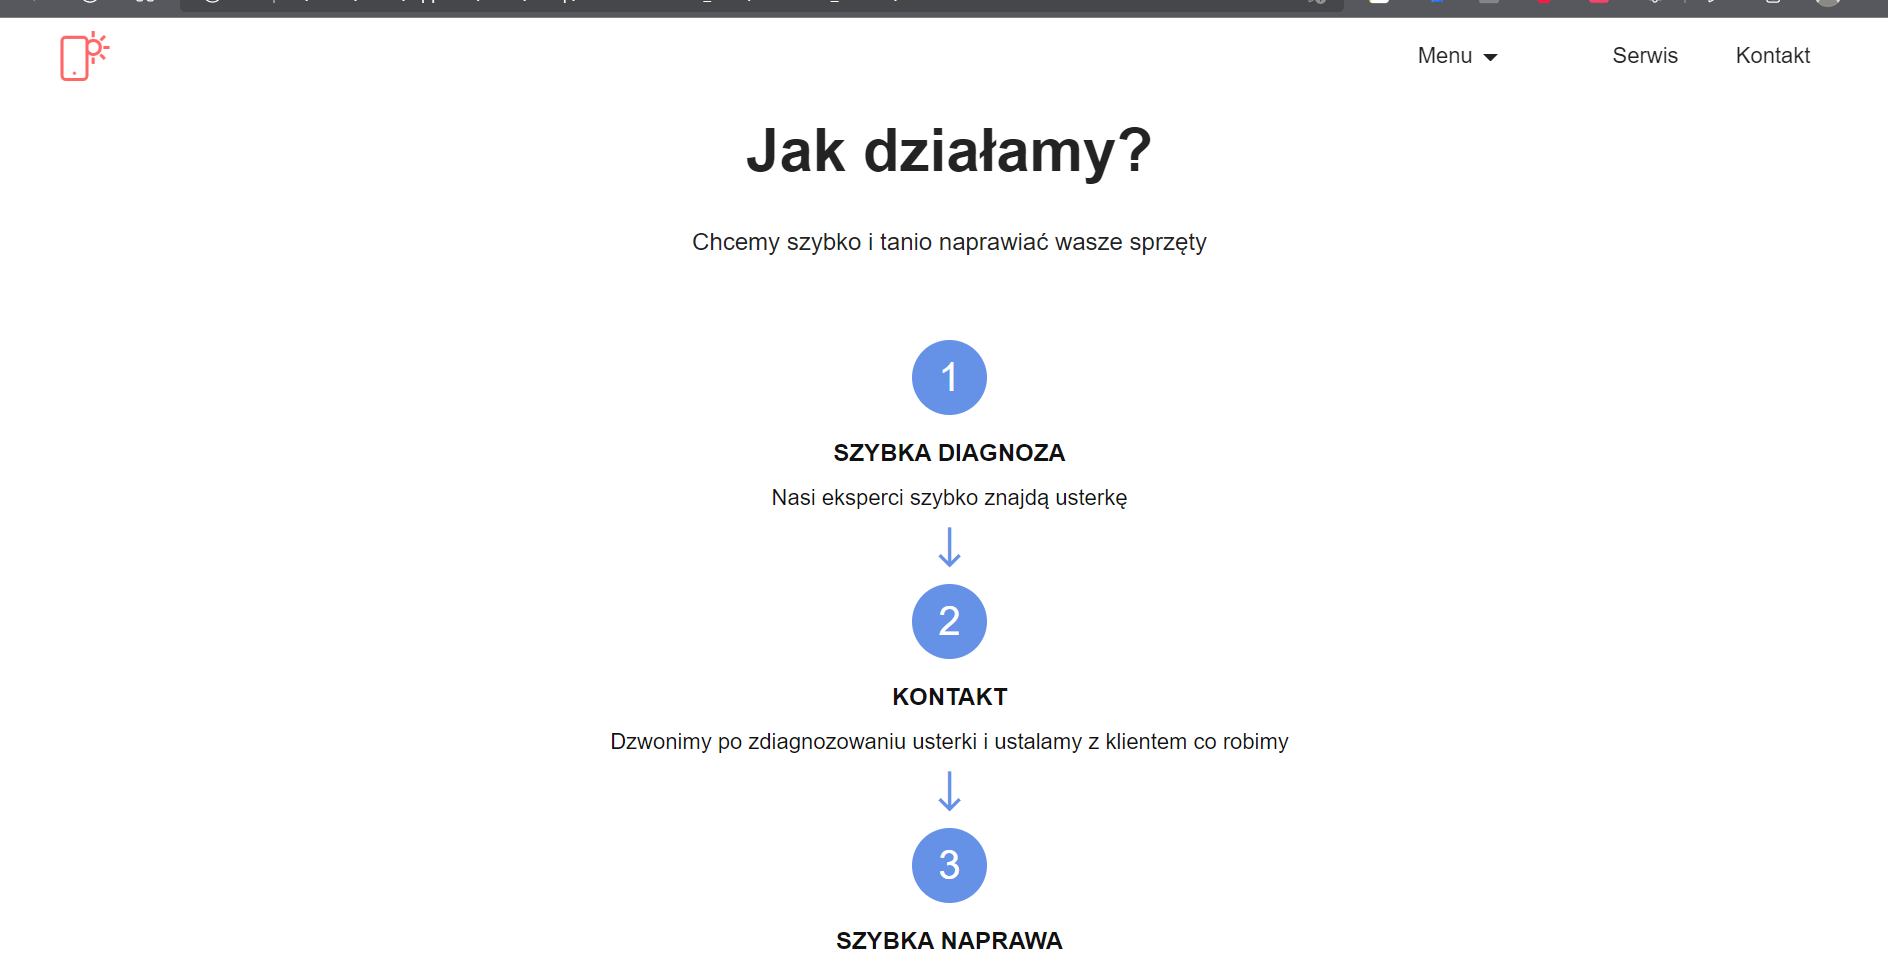 Menu
Serwis
Kontakt
Jak działamy?
Chcemy szybko i tanio naprawiać wasze sprzęty
1
SZYBKA DIAGNOZA
Nasi eksperci szybko znajdą usterkę
2
KONTAKT
Dzwonimy po zdiagnozowaniu usterki i ustalamy z klientem co robimy
3
SZYBKA NAPRAWA